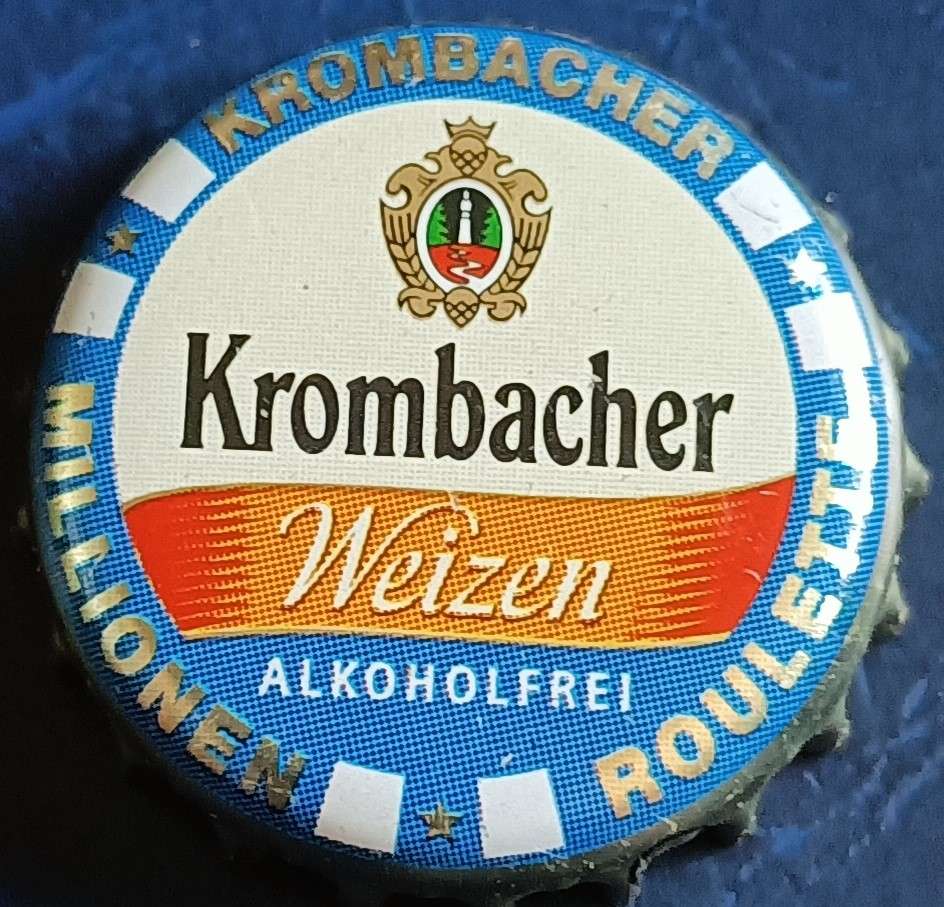 KROMBACHER
Krombacher
Weizen
ALKOHOLFREI
MILLIONEN
ROULETTE